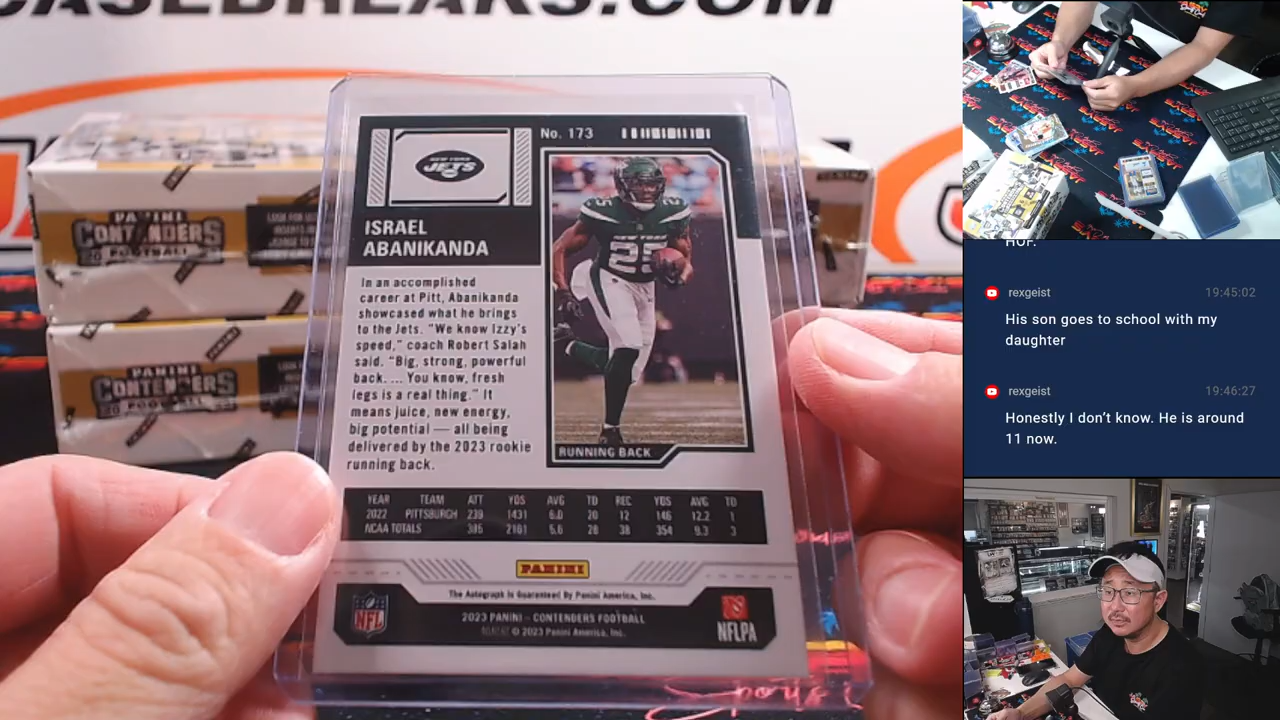 CASEBREAKS.COM
No. 173
NEW YORK
JETS
ISRAEL
ABANIKANDA
In an accomplished
career at Pitt, Abanikanda
showcased what he brings
to the Jets. "We know Izzy's
speed," coach Robert Salah
said. "Big, strong, powerful
back. ... You know, fresh
legs is a real thing." It
means juice, new energy,
big potential — all being
delivered by the 2023 rookie
running back.
NEW YORK
25
RUNNING BACK
YEAR TEAM ATT YDS AVG TD REC YDS AVG TD
2022 PITTSBURGH 239 1431 6.0 20 12 146 12.2 1
NCAA TOTALS 2161 5.6 28 38 354 9.3 3
PANINI
The Autograph is Guaranteed By Panini America, Inc.
NFL
2023 PANINI - CONTENDERS FOOTBALL
© 2023 Panini America, Inc.
NFLPA
PANINI
CONTENDERS
FOOTBALL
PANINI
CONTENDERS
HOF.
rexgeist 19:45:02
His son goes to school with my
daughter
rexgeist 19:46:27
Honestly I don't know. He is around
11 now.